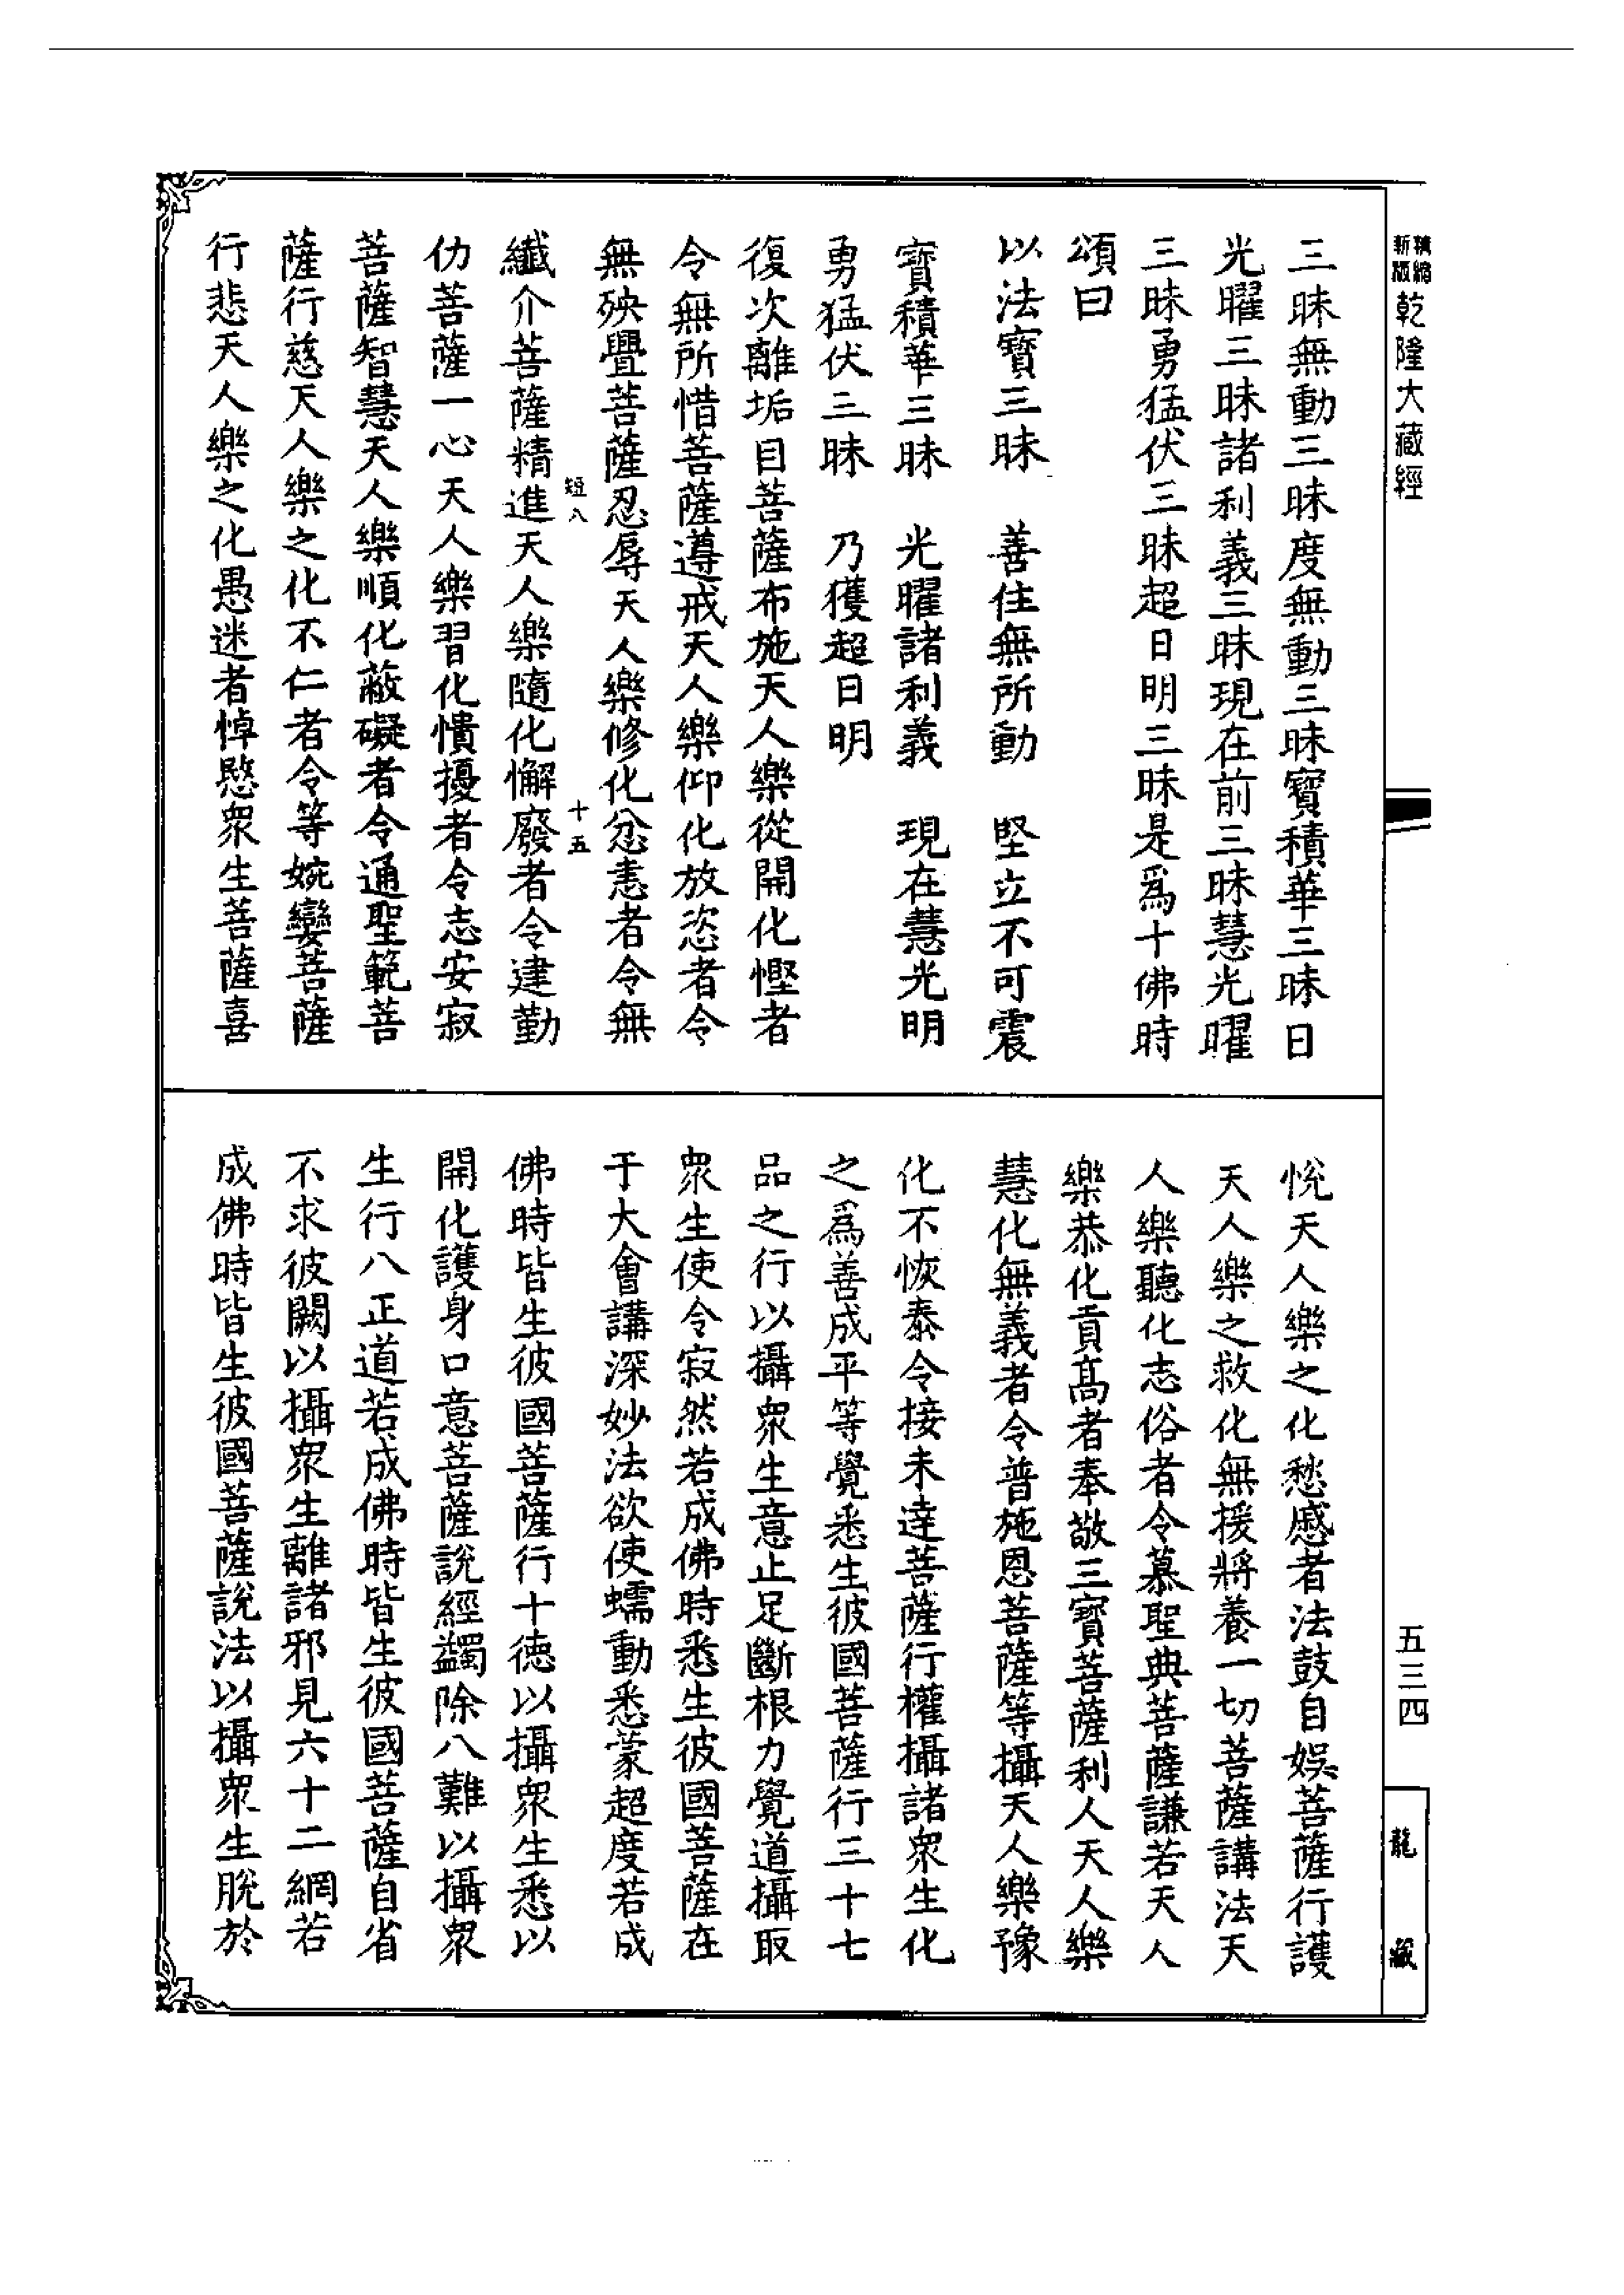 新版 精縮 乾隆大藏經
三昧無動三昧度無動三昧寶積華三昧日
光曜三昧諸利義三昧現在前三昧慧光曜
三昧勇猛伏三昧超日明三昧是爲十佛時
頌曰
以法寶三昧　善住無所動　堅立不可震
寶積華三昧　光曜諸利義　現在慧光明
勇猛伏三昧　乃獲超日明
復次離垢目菩薩布施天人樂從開化慳者
令無所惜菩薩遵戒天人樂仰化放恣者令
無殃舋菩薩忍辱天人樂修化忿恚者令無
短八　十五
纖介菩薩精進天人樂隨化懈廢者令建勤
仂菩薩一心天人樂習化憒擾者令志安寂
菩薩智慧天人樂順化蔽礙者令通聖範菩
薩行慈天人樂之化不仁者令等婉孌菩薩
行悲天人樂之化愚迷者悼愍衆生菩薩喜
悅天人樂之化愁慼者法鼓自娛菩薩行護
天人樂之救化無援將養一切菩薩講法天
人樂聽化志俗者令慕聖典菩薩謙若天人
樂恭化貢高者奉敬三寶菩薩利人天人樂
慧化無義者令普施恩菩薩等攝天人樂豫
化不恢泰令接未逹菩薩行權攝諸衆生化
之爲善成平等覺悉生彼國菩薩行三十七
品之行以攝衆生意止足斷根力覺道攝取
衆生使令寂然若成佛時悉生彼國菩薩在
于大會講深妙法欲使蠕動悉蒙超度若成
佛時皆生彼國菩薩行十德以攝衆生悉以
開化護身口意菩薩說經蠲除八難以攝衆
生行八正道若成佛時皆生彼國菩薩自省
不求彼闕以攝衆生離諸邪見六十二網若
成佛時皆生彼國菩薩說法以攝衆生脫於
五三四
龍藏